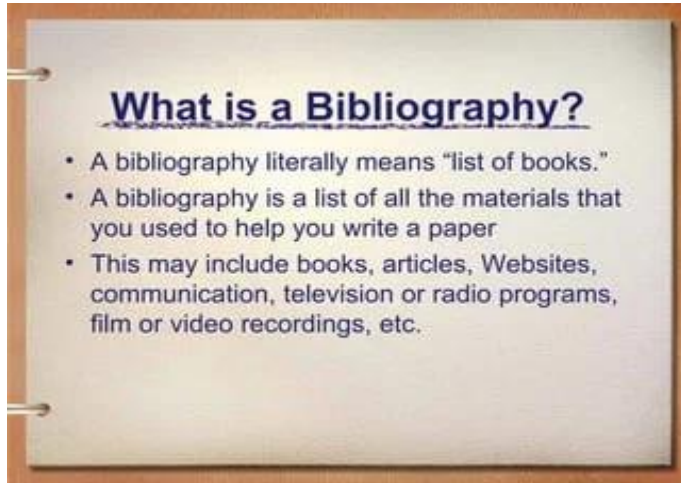 What is a Bibliography?
• A bibliography literally means “list of books.”
• A bibliography is a list of all the materials that
you used to help you write a paper
• This may include books, articles, Websites,
communication, television or radio programs,
film or video recordings, etc.